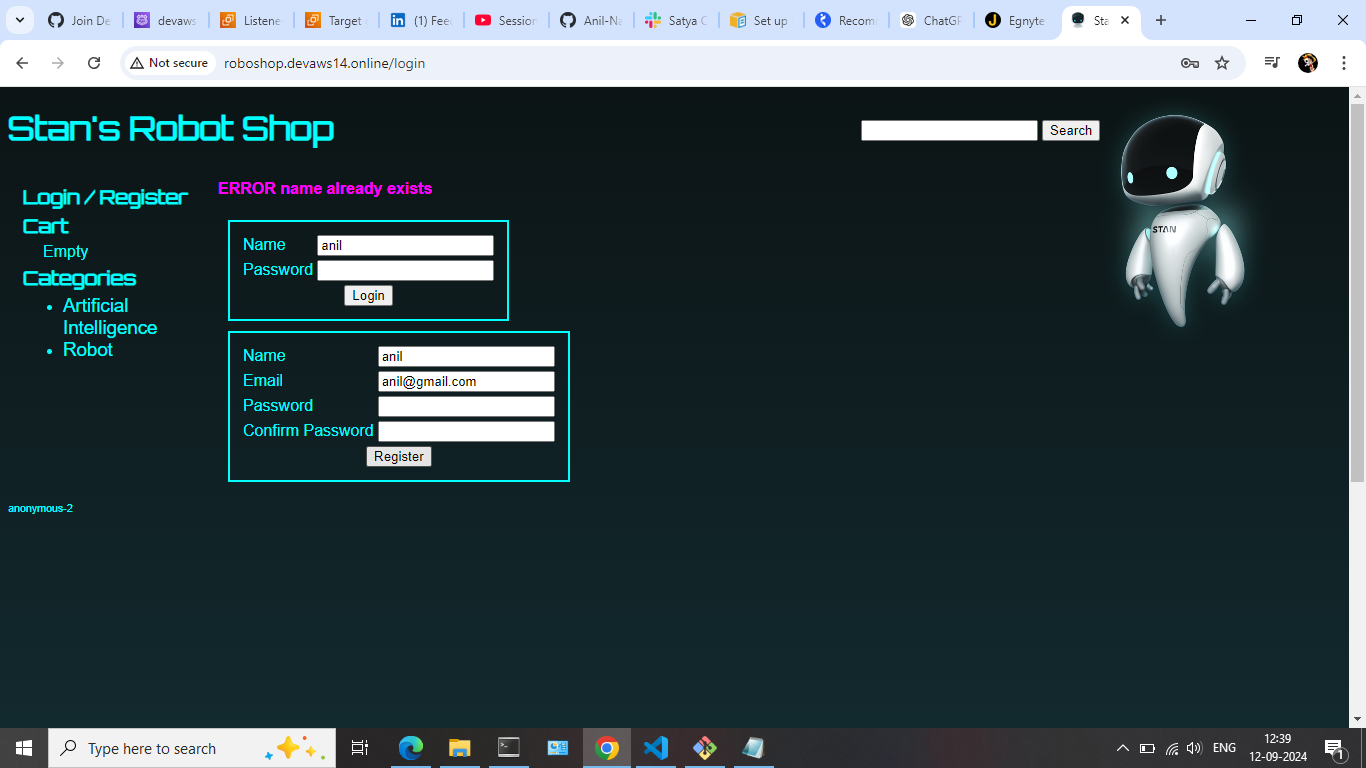 Join De
devaws
Listene
Target
(1) Fee
Session
Anil-Na
Satya C
Set up
Recom
ChatGP
Egnyte
Sta
Not secure
roboshop.devaws14.online/login
Stan's Robot Shop
Search
STAN
Login / Register
Cart
Empty
Categories
Artificial
Intelligence
Robot
ERROR name already exists
Name anil
Password
Login
Name anil
Email anil@gmail.com
Password
Confirm Password
Register
anonymous-2
Type here to search
ENG
12:39
12-09-2024
1